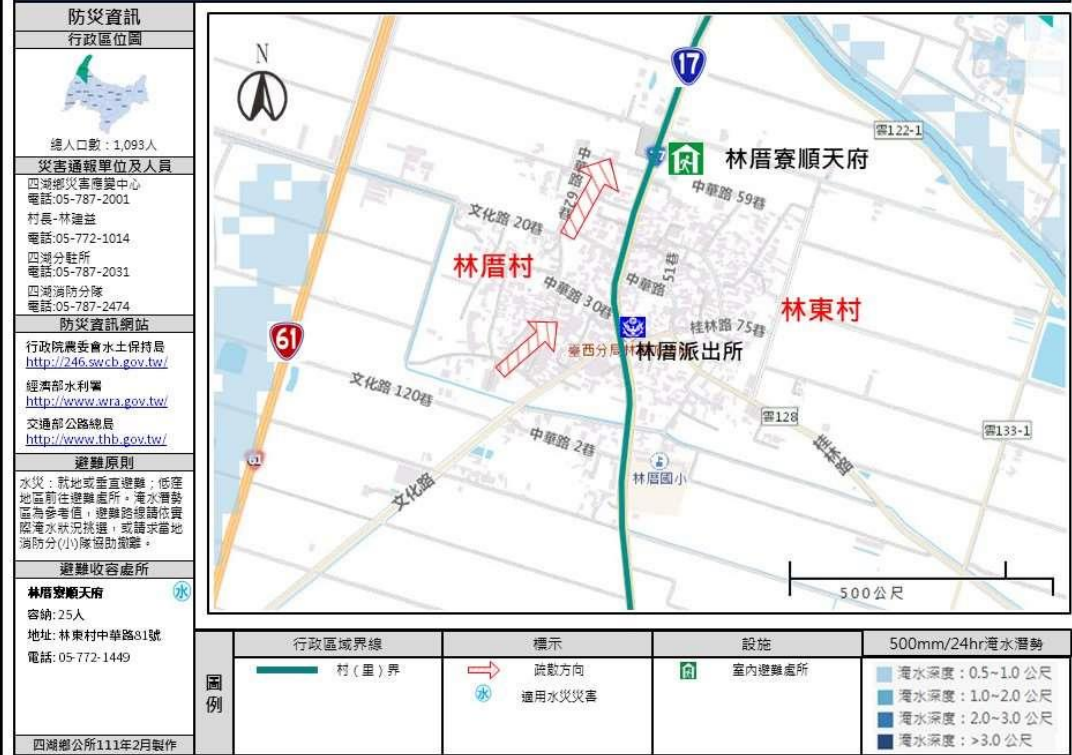 防災資訊
行政區位圖
總人口數：1,093人
災害通報單位及人員
四湖鄉災害應變中心
電話:05-787-2001
村長-林建益
電話:05-772-1014
四湖分駐所
電話:05-787-2031
四湖消防分隊
電話:05-787-2474
防災資訊網站
行政院農委會水土保持局
http://246.swcb.gov.tw/
經濟部水利署
http://www.wra.gov.tw/
交通部公路總局
http://www.thb.gov.tw/
避難原則
水災：就地或垂直避難；低窪
地區前往避難處所。淹水潛勢
區為參考值，避難路線請依實
際淹水狀況挑選，或請求當地
消防分(小)隊協助撤離。
避難收容處所
林厝寮順天府
水
容納:25人
地址: 林東村中華路81號
電話: 05-772-1449
四湖鄉公所111年2月製作
N
17
雲122-1
17
林厝寮順天府
中華路 62巷
中華路 59巷
文化路 20巷
林厝村
中華路 51巷
中華路 30巷
林東村
61
桂林路 75巷
林厝派出所
臺西分局林
文化路 120巷
雲128
雲133-1
中華路 2巷
桂林路
61
林厝國小
文化路
500公尺
圖例
行政區域界線
標示
設施
500mm/24hr淹水潛勢
村（里）界
疏散方向
室內避難處所
水
適用水災災害
淹水深度：0.5~1.0 公尺
淹水深度：1.0~2.0 公尺
淹水深度：2.0~3.0 公尺
淹水深度：>3.0 公尺